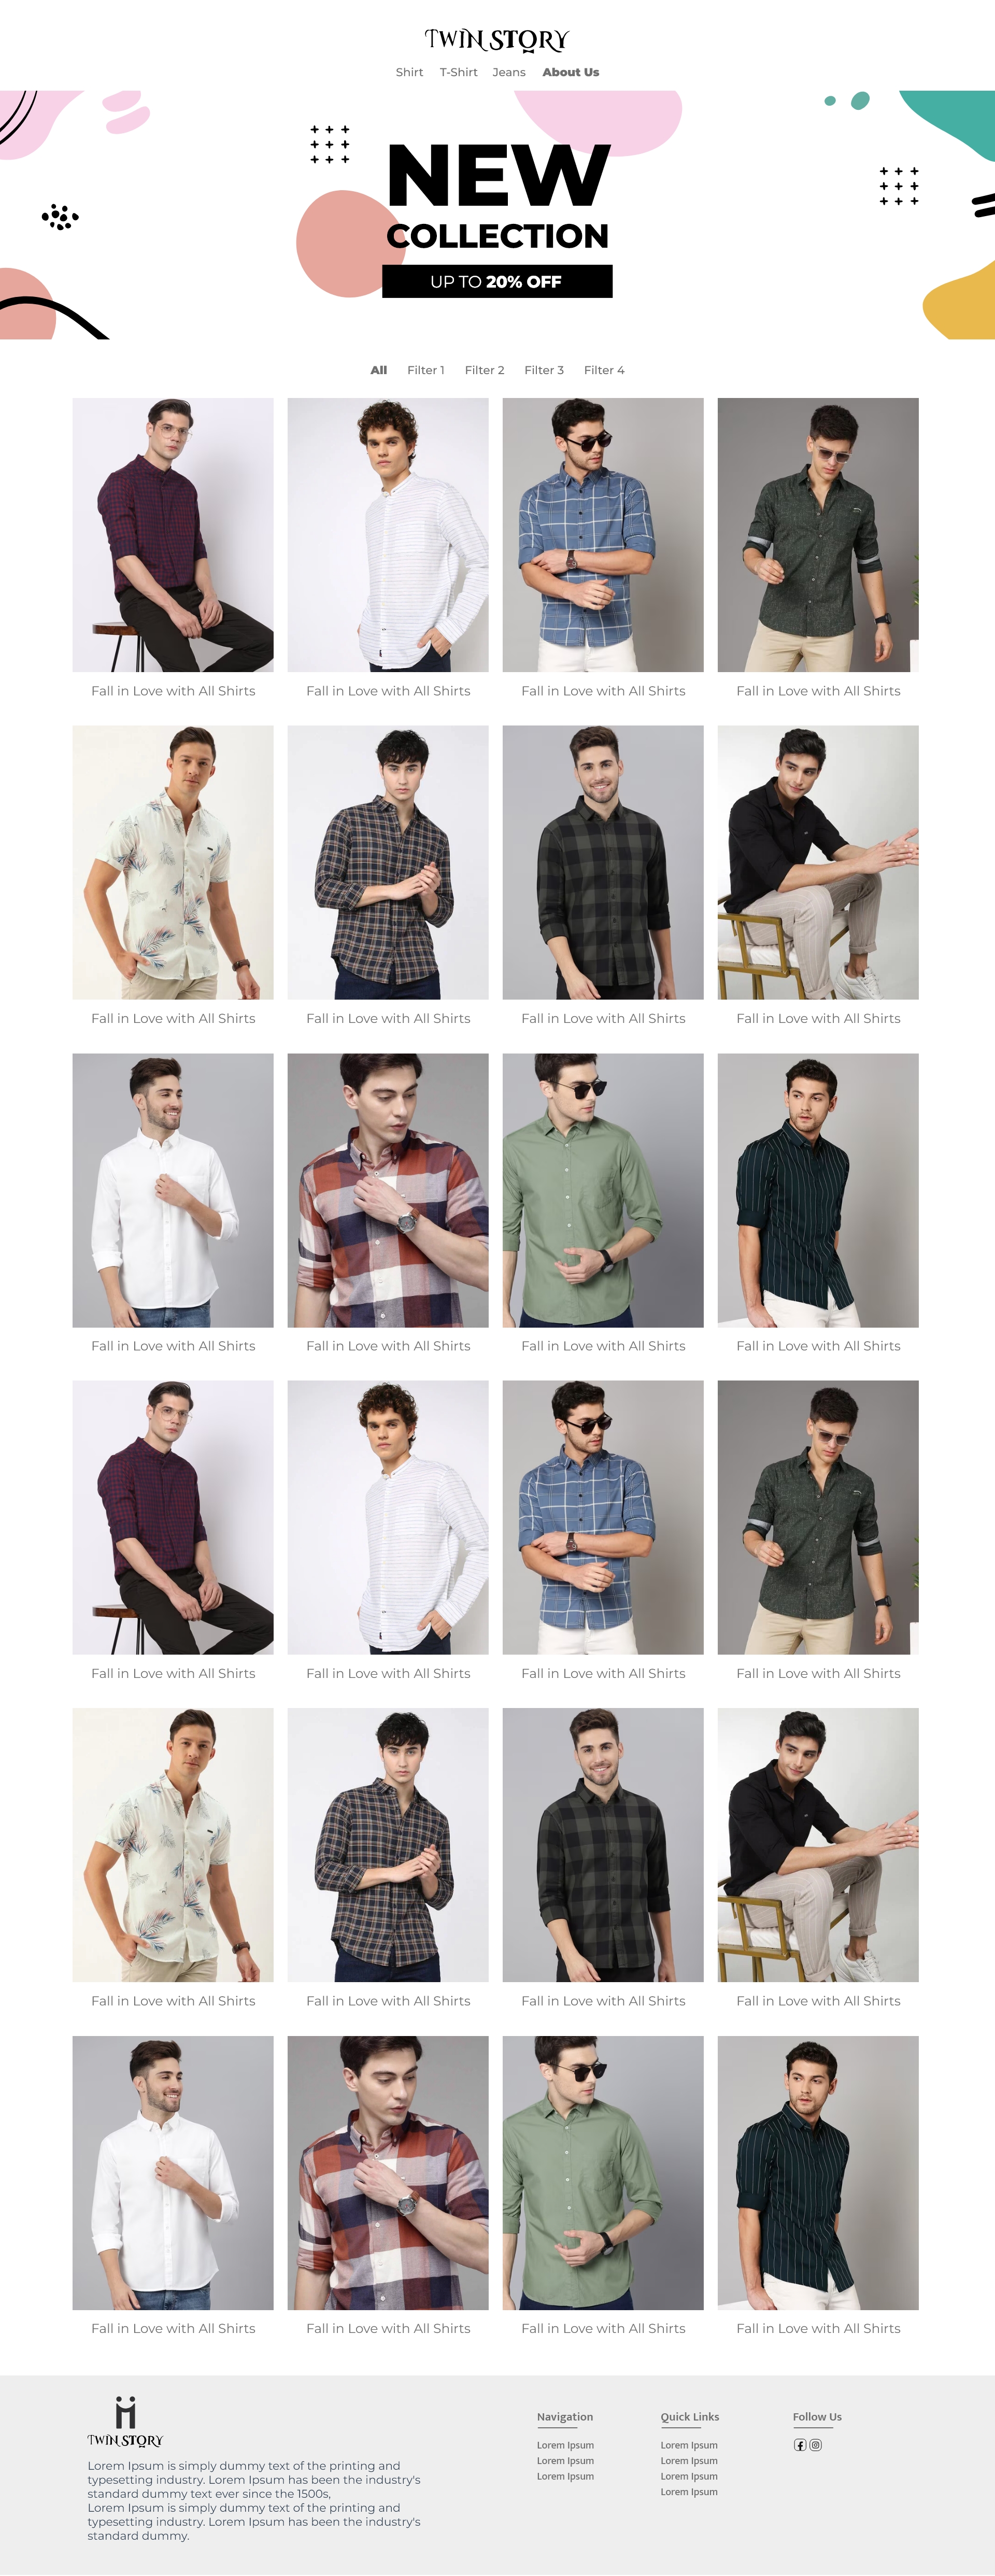 TWIN STORY
Shirt T-Shirt Jeans About Us
NEW
COLLECTION
UP TO 20% OFF
All Filter 1 Filter 2 Filter 3 Filter 4
Fall in Love with All Shirts Fall in Love with All Shirts Fall in Love with All Shirts Fall in Love with All Shirts
Fall in Love with All Shirts Fall in Love with All Shirts Fall in Love with All Shirts Fall in Love with All Shirts
Fall in Love with All Shirts Fall in Love with All Shirts Fall in Love with All Shirts Fall in Love with All Shirts
Fall in Love with All Shirts Fall in Love with All Shirts Fall in Love with All Shirts Fall in Love with All Shirts
Fall in Love with All Shirts Fall in Love with All Shirts Fall in Love with All Shirts Fall in Love with All Shirts
Fall in Love with All Shirts Fall in Love with All Shirts Fall in Love with All Shirts Fall in Love with All Shirts
TWIN STORY
Lorem Ipsum is simply dummy text of the printing and
typesetting industry. Lorem Ipsum has been the industry's
standard dummy text ever since the 1500s,
Lorem Ipsum is simply dummy text of the printing and
typesetting industry. Lorem Ipsum has been the industry's
standard dummy.
Navigation
Lorem Ipsum
Lorem Ipsum
Lorem Ipsum
Quick Links
Lorem Ipsum
Lorem Ipsum
Lorem Ipsum
Lorem Ipsum
Follow Us